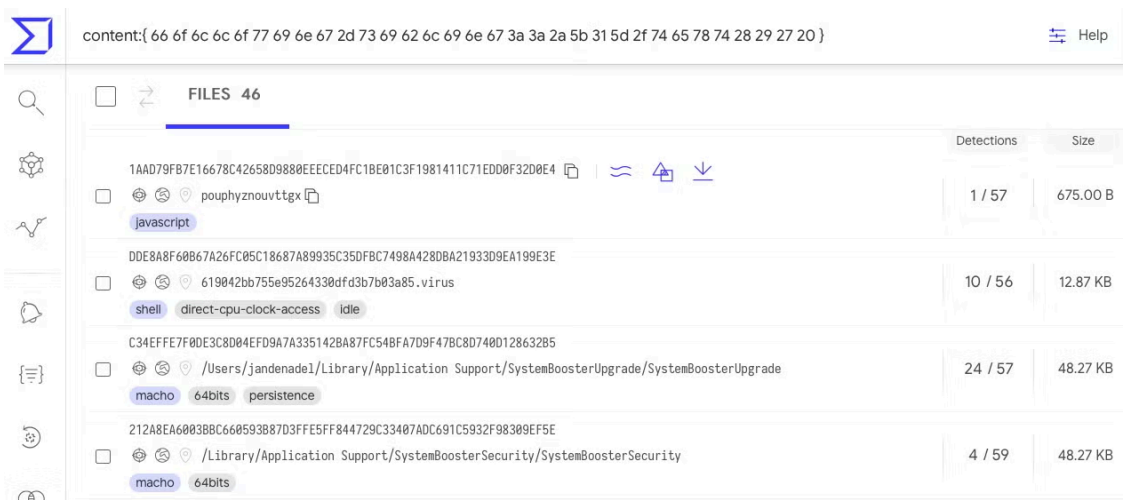 content:{ 66 6f 6c 6c 6f 77 69 6e 67 2d 73 69 62 6c 69 6e 67 3a 3a 2a 5b 31 5d 2f 74 65 78 74 28 29 27 20 }
Help
FILES 46
Detections Size
1AAD79FB7E16678C42658D9880EEECED4FC1BE01C3F1981411C71EDD0F32D0E4
pouphyznouvttgx 1 / 57 675.00 B
javascript
DDE8A8F60B67A26FC05C18687A89935C35DFBC7498A428DBA21933D9EA199E3E
619042bb755e95264330dfd3b7b03a85.virus 10 / 56 12.87 KB
shell direct-cpu-clock-access idle
C34EFFE7F0DE3C8D04EFD9A7A335142BA87FC54BFA7D9F47BC8D740D128632B5
/Users/jandenadel/Library/Application Support/SystemBoosterUpgrade/SystemBoosterUpgrade 24 / 57 48.27 KB
macho 64bits persistence
212A8EA6003BBC660593B87D3FFE5FF844729C33407ADC691C5932F98309EF5E
/Library/Application Support/SystemBoosterSecurity/SystemBoosterSecurity 4 / 59 48.27 KB
macho 64bits